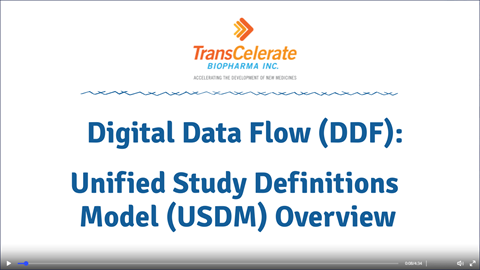 TransCelerate
BIOPHARMA INC.
ACCELERATING THE DEVELOPMENT OF NEW MEDICINES
Digital Data Flow (DDF):
Unified Study Definitions
Model (USDM) Overview